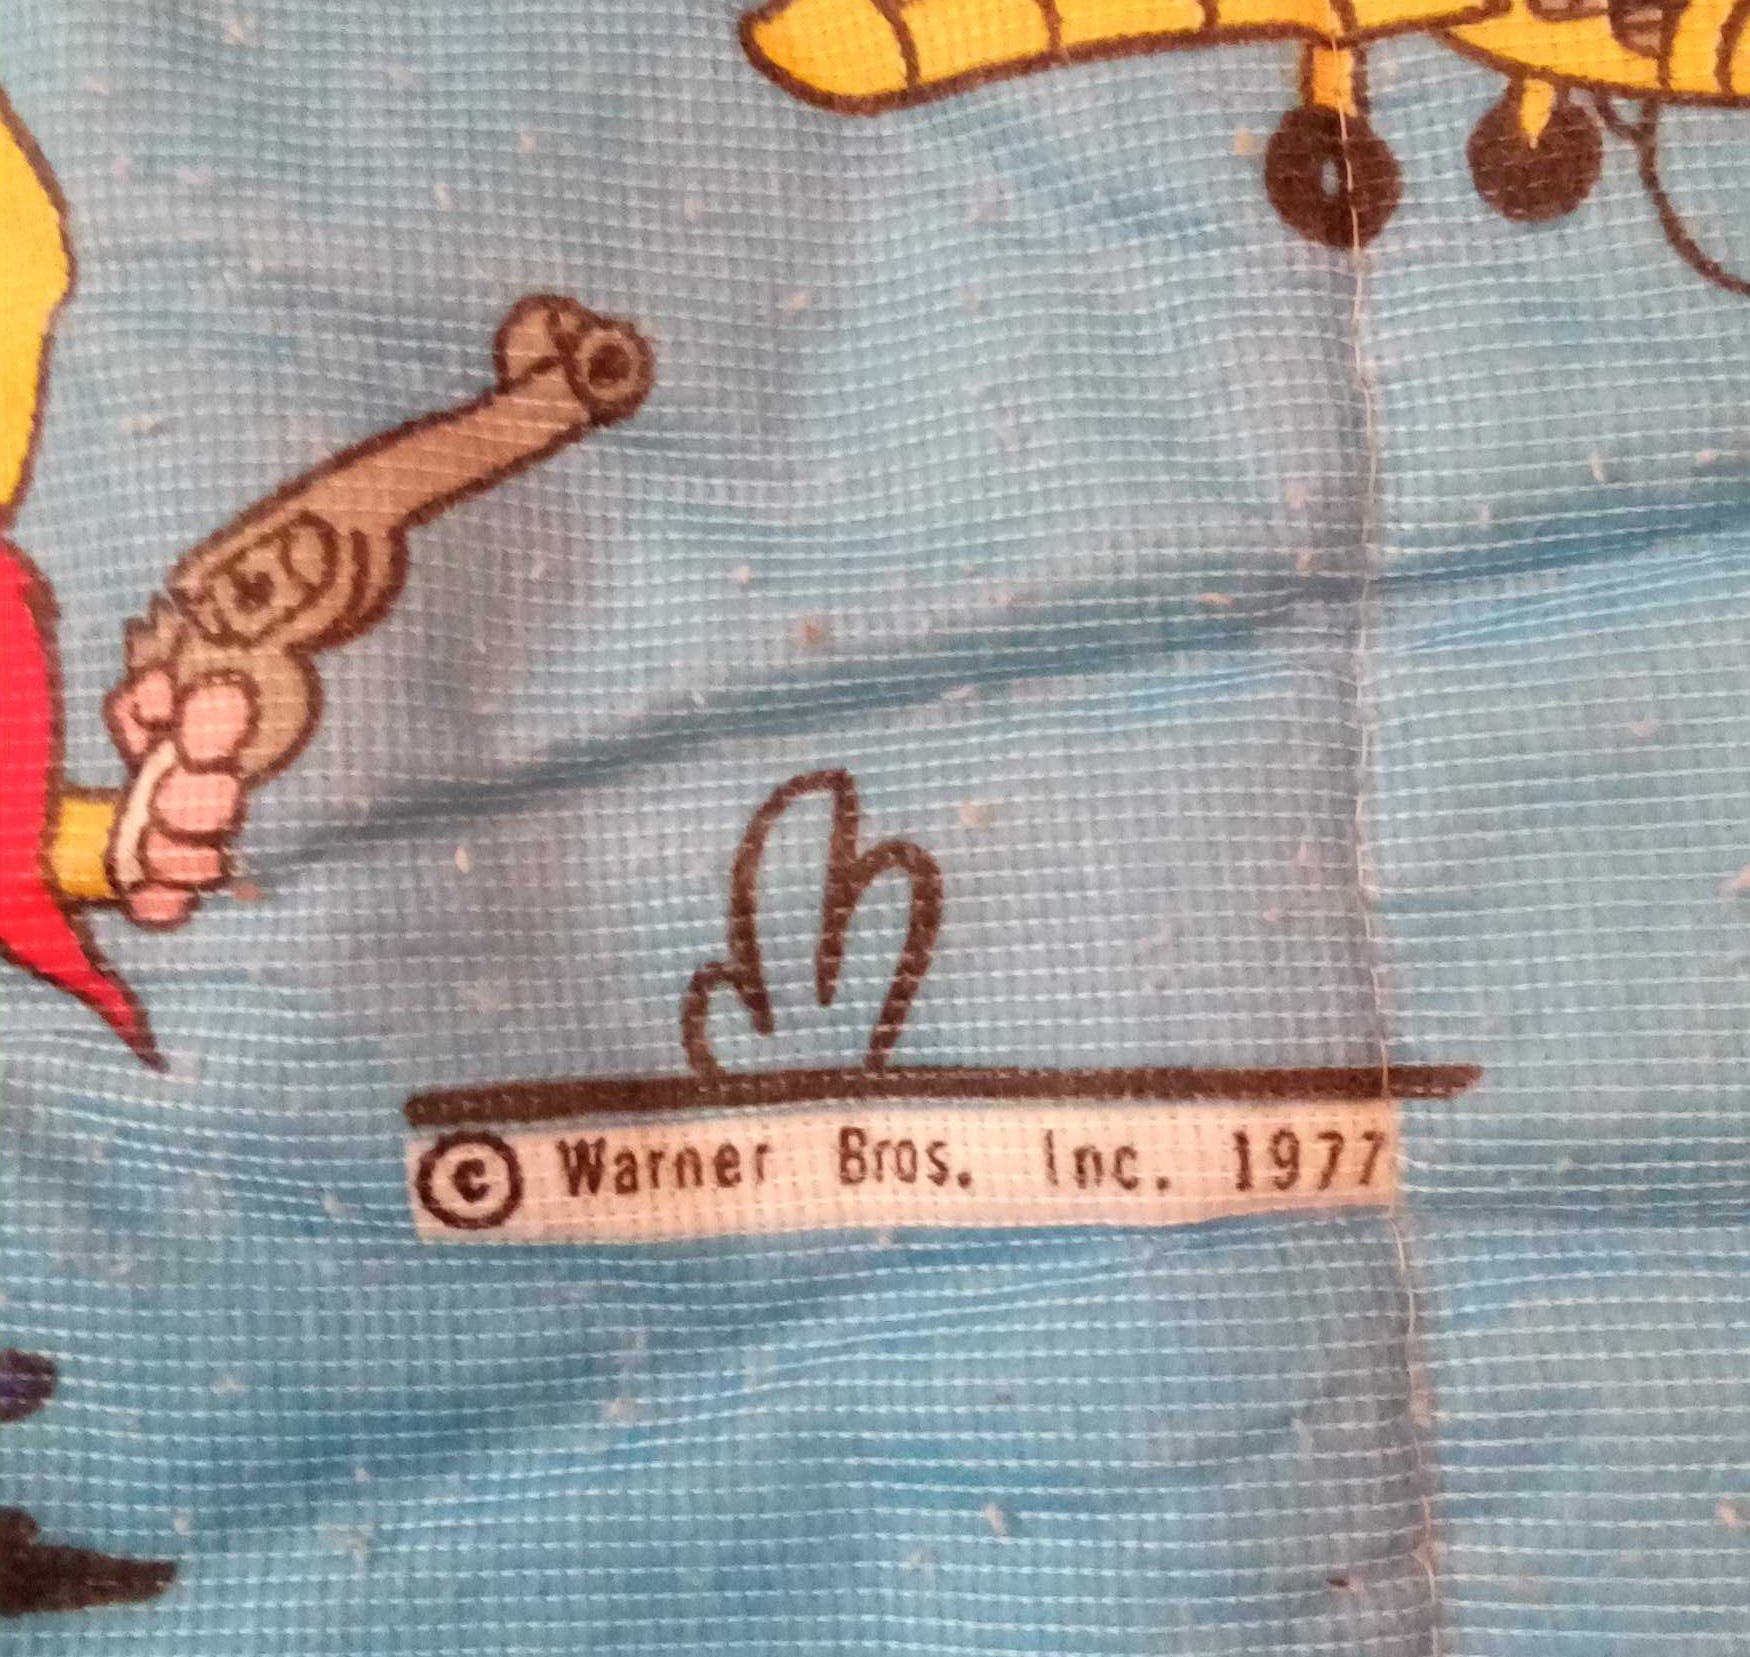 © Warner Bros. Inc. 1977